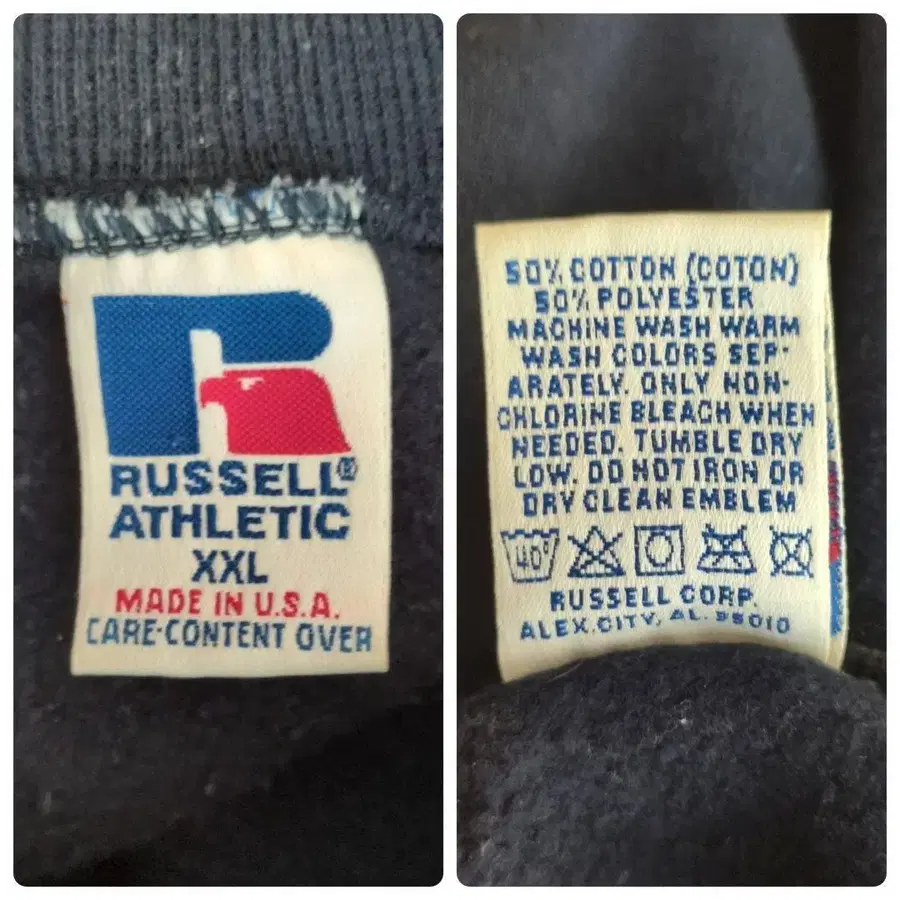 R
RUSSELL®
ATHLETIC
XXL
MADE IN U.S.A.
CARE-CONTENT OVER
50% COTTON (COTON)
50% POLYESTER
MACHINE WASH WARM
WASH COLORS SEP-
ARATELY. ONLY NON-
CHLORINE BLEACH WHEN
NEEDED. TUMBLE DRY
LOW. DO NOT IRON OR
DRY CLEAN EMBLEM
40°
RUSSELL CORP.
ALEX.CITY, AL. 35010